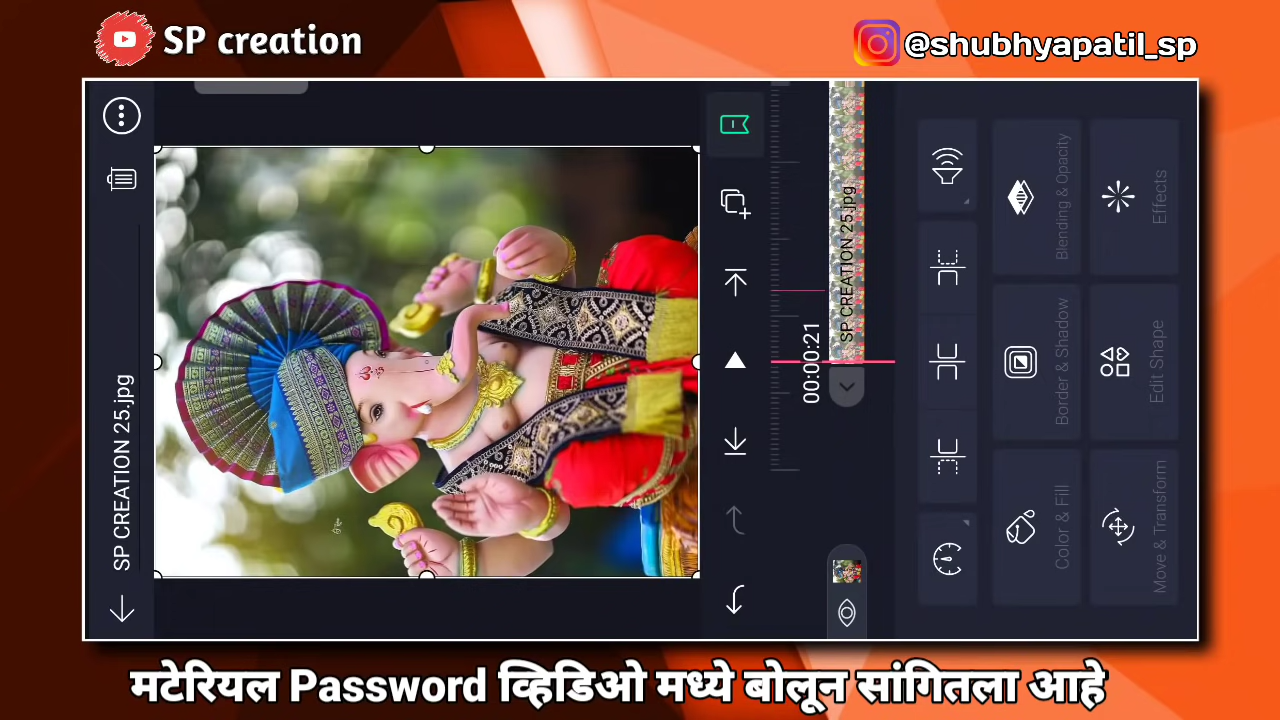 SP creation
@shubhyapatil_sp
SP CREATION 25.jpg
00:00:21
SP CREATION 25.jpg
Blending & Opacity
Border & Shadow
Color & Fill
Effects
Edit Shape
Move & Transform
मटेरियल Password व्हिडिओ मध्ये बोलून सांगितला आहे